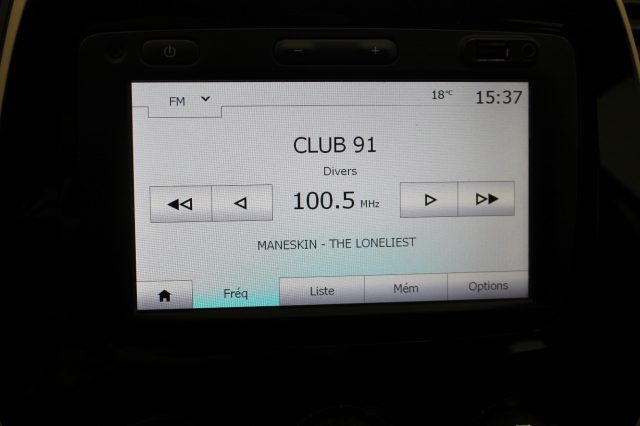 FM 18°C 15:37
CLUB 91
Divers
100.5 MHz
MANESKIN - THE LONELIEST
Fréq Liste Mém Options